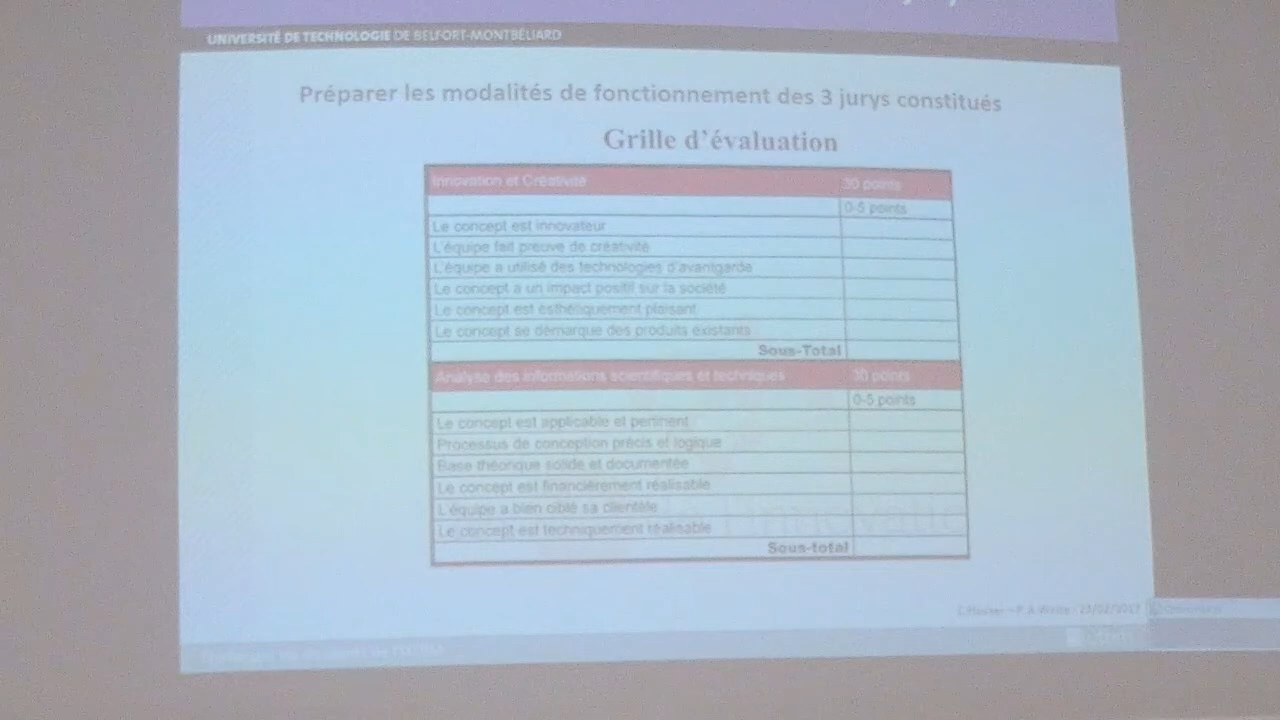 UNIVERSITÉ DE TECHNOLOGIE DE BELFORT-MONTBÉLIARD
Préparer les modalités de fonctionnement des 3 jurys constitués
Grille d'évaluation
Innovation et Créativité 30 points
0-5 points
Le concept est innovateur
L'équipe fait preuve de créativité
L'équipe a utilisé des technologies d'avantgarde
Le concept a un impact positif sur la société
Le concept est esthétiquement plaisant
Le concept se démarque des produits existants
Sous-Total
Analyse des informations scientifiques et techniques 30 points
0-5 points
Le concept est applicable et pertinent
Processus de conception précis et logique
Base théorique solide et documentée
Le concept est financièrement réalisable
L'équipe a bien ciblé sa clientèle
Le concept est techniquement réalisable
Sous-total
23/02/2017